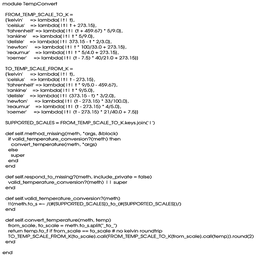 module TempConvert
FROM_TEMP_SCALE_TO_K =
{'kelvin' => lambda{|t| t},
'celsius' => lambda{|t| t + 273.15},
'fahrenheit' => lambda{|t| (t + 459.67) * 5/9.0},
'rankine' => lambda{|t| t * 5/9.0},
'delisle' => lambda{|t| 373.15 - t * 2/3.0},
'newton' => lambda{|t| t * 100/33.0 + 273.15},
'reaumur' => lambda{|t| t * 5/4.0 + 273.15},
'roemer' => lambda{|t| (t - 7.5) * 40/21.0 + 273.15}}
TO_TEMP_SCALE_FROM_K =
{'kelvin' => lambda{|t| t},
'celsius' => lambda{|t| t - 273.15},
'fahrenheit' => lambda{|t| t * 9/5.0 - 459.67},
'rankine' => lambda{|t| t * 9/5.0},
'delisle' => lambda{|t| (373.15 - t) * 3/2.0},
'newton' => lambda{|t| (t - 273.15) * 33/100.0},
'reaumur' => lambda{|t| (t - 273.15) * 4/5.0},
'roemer' => lambda{|t| (t - 273.15) * 21/40.0 + 7.5}}
SUPPORTED_SCALES = FROM_TEMP_SCALE_TO_K.keys.join('|')
def self.method_missing(meth, *args, &block)
if valid_temperature_conversion?(meth) then
convert_temperature(meth, *args)
else
super
end
end
def self.respond_to_missing?(meth, include_private = false)
valid_temperature_conversion?(meth) || super
end
def self.valid_temperature_conversion?(meth)
!!(meth.to_s =~ /(#{SUPPORTED_SCALES})_to_(#{SUPPORTED_SCALES})/)
end
def self.convert_temperature(meth, temp)
from_scale, to_scale = meth.to_s.split("_to_")
return temp.to_f if from_scale == to_scale # no kelvin roundtrip
TO_TEMP_SCALE_FROM_K[to_scale].call(FROM_TEMP_SCALE_TO_K[from_scale].call(temp)).round(2)
end
end